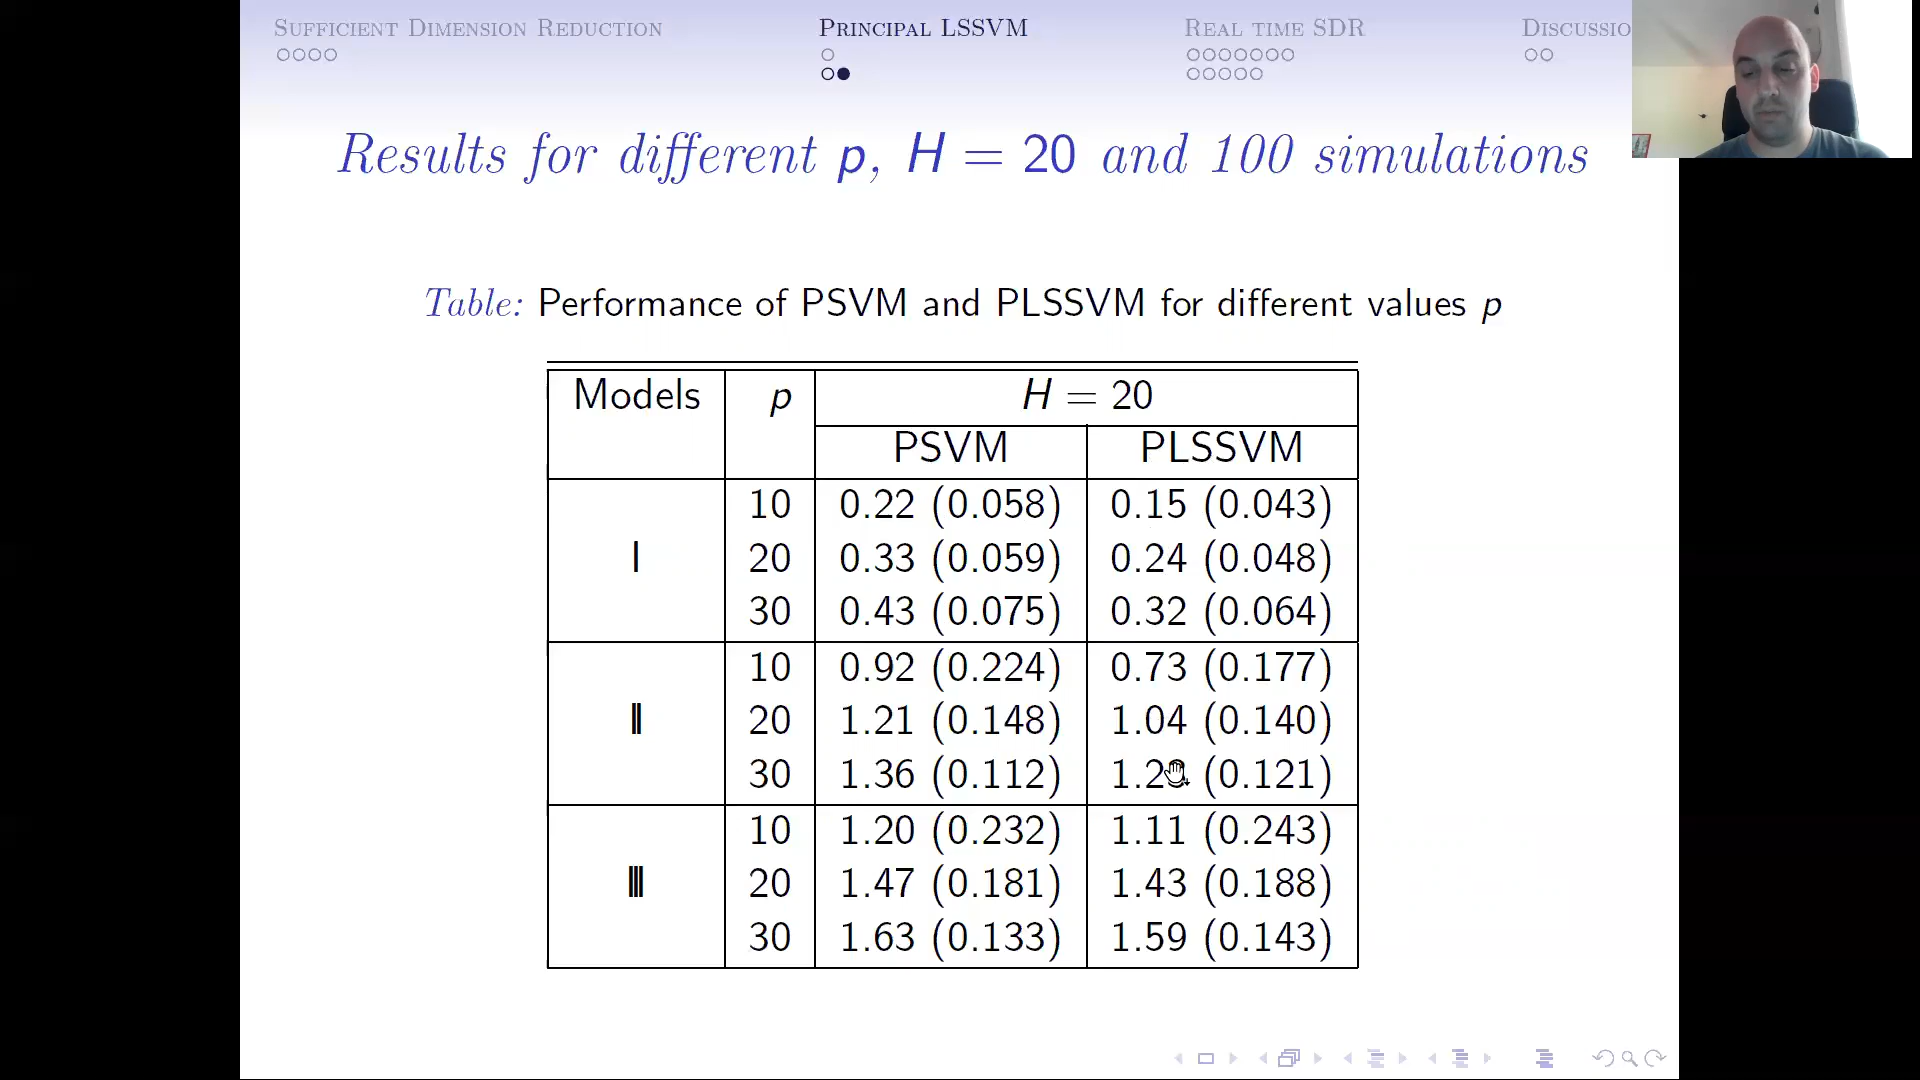 Sufficient Dimension Reduction Principal LSSVM Real time SDR Discussio
Results for different p, H = 20 and 100 simulations
Table: Performance of PSVM and PLSSVM for different values p
Models p H = 20
PSVM PLSSVM
10 0.22 (0.058) 0.15 (0.043)
I 20 0.33 (0.059) 0.24 (0.048)
30 0.43 (0.075) 0.32 (0.064)
10 0.92 (0.224) 0.73 (0.177)
II 20 1.21 (0.148) 1.04 (0.140)
30 1.36 (0.112) (0.121)
10 1.20 (0.232) 1.11 (0.243)
III 20 1.47 (0.181) 1.43 (0.188)
30 1.63 (0.133) 1.59 (0.143)